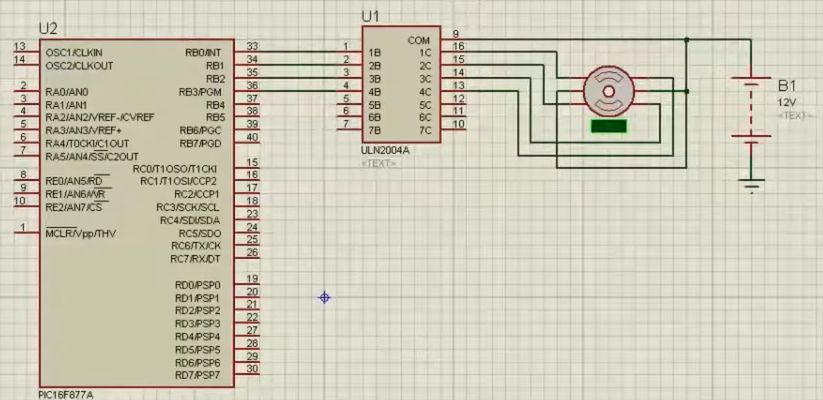 U2
13 OSC1/CLKIN
14 OSC2/CLKOUT
2 RA0/AN0
3 RA1/AN1
4 RA2/AN2/VREF-/CVREF
5 RA3/AN3/VREF+
6 RA4/T0CKI/C1OUT
7 RA5/AN4/SS/C2OUT
8 RE0/AN5/RD
9 RE1/AN6/WR
10 RE2/AN7/CS
1 MCLR/Vpp/THV
RB0/INT 33
RB1 34
RB2 35
RB3/PGM 36
RB4 37
RB5 38
RB6/PGC 39
RB7/PGD 40
RC0/T1OSO/T1CKI 15
RC1/T1OSI/CCP2 16
RC2/CCP1 17
RC3/SCK/SCL 18
RC4/SDI/SDA 23
RC5/SDO 24
RC6/TX/CK 25
RC7/RX/DT 26
RD0/PSP0 19
RD1/PSP1 20
RD2/PSP2 21
RD3/PSP3 22
RD4/PSP4 27
RD5/PSP5 28
RD6/PSP6 29
RD7/PSP7 30
PIC16F877A
U1
COM 9
1 1B 1C 16
2 2B 2C 15
3 3B 3C 14
4 4B 4C 13
5 5B 5C 12
6 6B 6C 11
7 7B 7C 10
ULN2004A
<TEXT>
B1
12V
<TEXT>